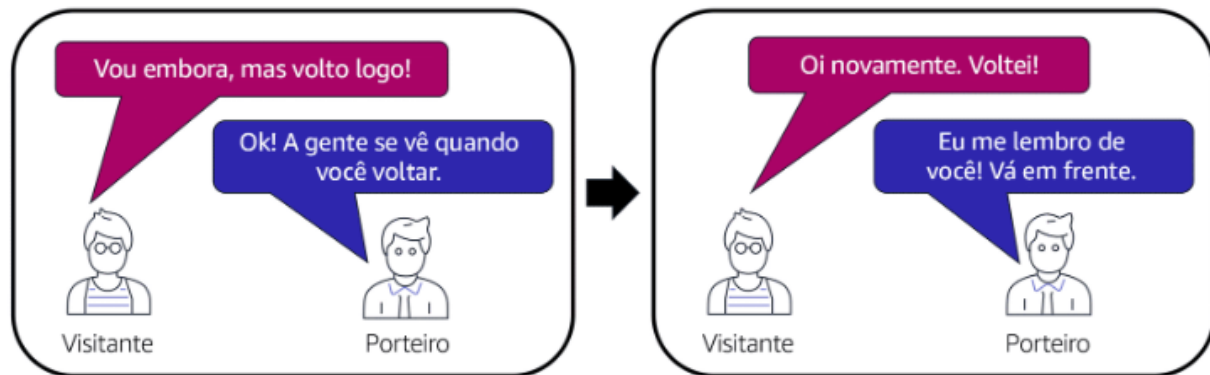 Vou embora, mas volto logo!
Ok! A gente se vê quando
você voltar.
Visitante
Porteiro
Oi novamente. Voltei!
Eu me lembro de
você! Vá em frente.
Visitante
Porteiro